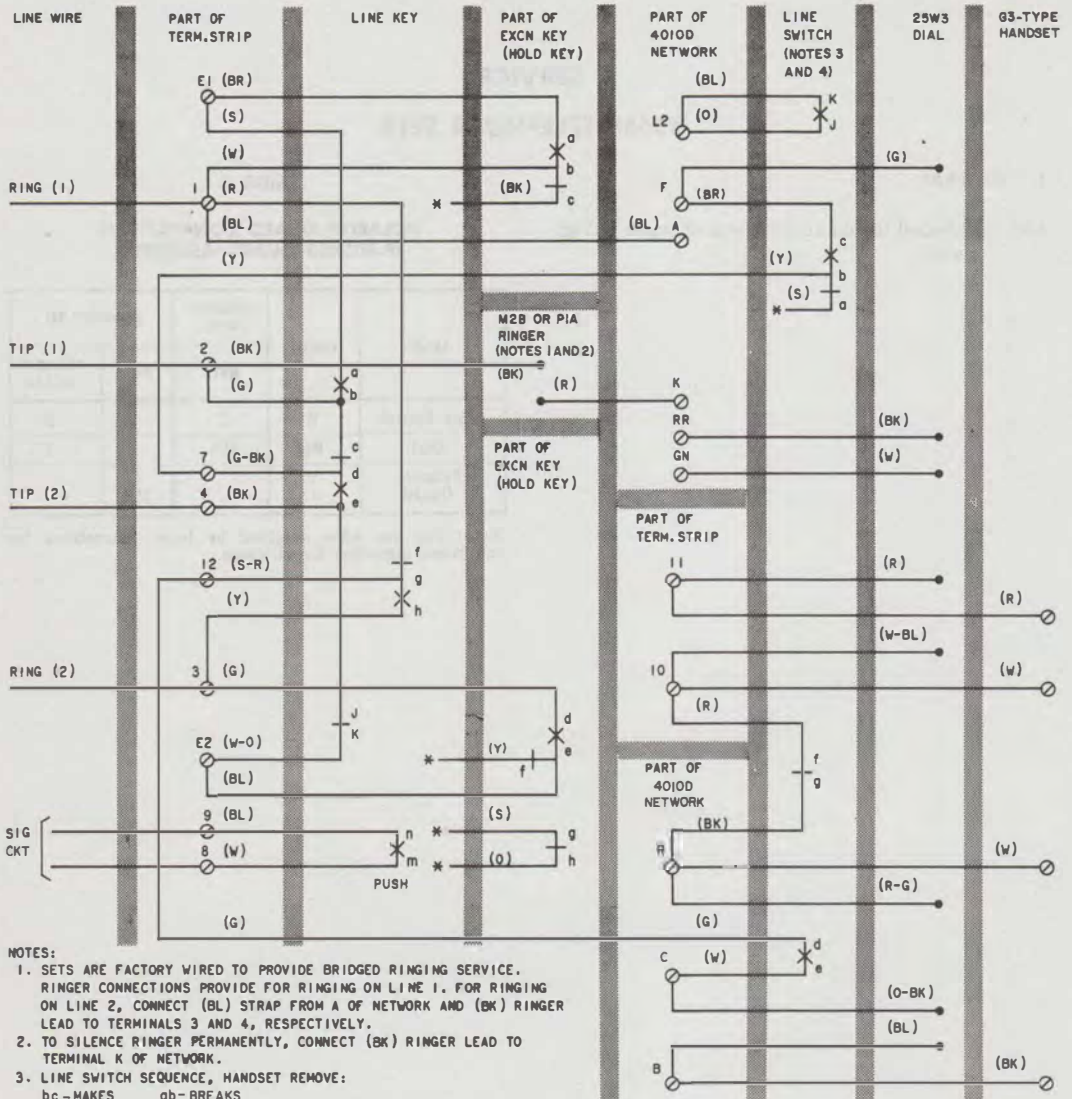 LINE WIRE
PART OF
TERM.STRIP
LINE KEY
PART OF
EXCN KEY
(HOLD KEY)
PART OF
4010D
NETWORK
LINE
SWITCH
(NOTES 3
AND 4)
25W3
DIAL
G3-TYPE
HANDSET
E1 (BR)
(S)
(W)
RING (1)
1 (R)
(BL)
(Y)
a
b
(BK)
c
*
(BL)
K
L2 (O)
J
(G)
F
(BR)
(BL) A
c
(Y)
b
(S)
a
*
M2B OR P1A
RINGER
(NOTES 1 AND 2)
TIP (1)
2 (BK)
(BK)
(G)
a
b
(R)
K
RR
(BK)
GN
(W)
PART OF
EXCN KEY
(HOLD KEY)
c
7 (G-BK)
d
TIP (2)
4 (BK)
e
PART OF
TERM.STRIP
12 (S-R)
f
g
(Y)
h
11
(R)
(R)
(W-BL)
RING (2)
3 (G)
10
(W)
(R)
J
K
d
e
E2 (W-O)
* (Y)
f
(BL)
f
g
PART OF
4010D
NETWORK
SIG
CKT
9 (BL)
n
* (S)
g
(BK)
8 (W)
m
* (O)
h
PUSH
R
(W)
(R-G)
(G)
(G)
d
C (W)
e
(O-BK)
(BL)
B
(BK)
NOTES:
1. SETS ARE FACTORY WIRED TO PROVIDE BRIDGED RINGING SERVICE.
RINGER CONNECTIONS PROVIDE FOR RINGING ON LINE 1. FOR RINGING
ON LINE 2, CONNECT (BL) STRAP FROM A OF NETWORK AND (BK) RINGER
LEAD TO TERMINALS 3 AND 4, RESPECTIVELY.
2. TO SILENCE RINGER PERMANENTLY, CONNECT (BK) RINGER LEAD TO
TERMINAL K OF NETWORK.
3. LINE SWITCH SEQUENCE, HANDSET REMOVE:
bc-MAKES ab-BREAKS